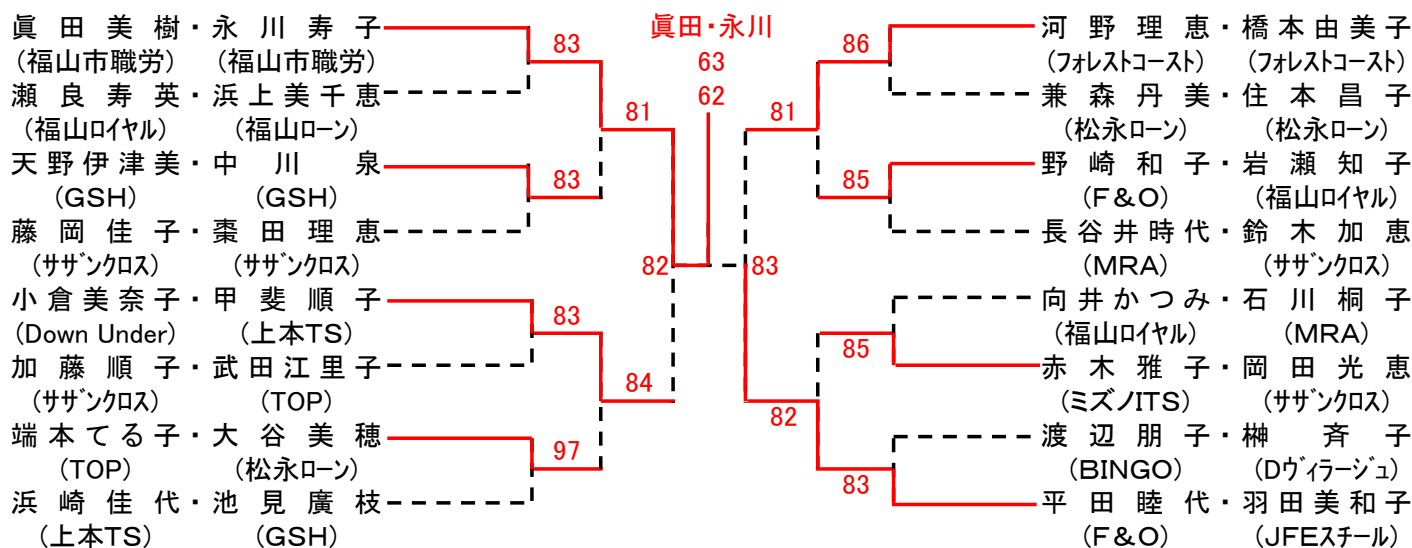 眞田美樹・永川寿子
(福山市職労) (福山市職労)
瀬良寿英・浜上美千恵
(福山ロイヤル) (福山ローン)
天野伊津美・中川泉
(GSH) (GSH)
藤岡佳子・棗田理恵
(サザンクロス) (サザンクロス)
小倉美奈子・甲斐順子
(Down Under) (上本TS)
加藤順子・武田江里子
(サザンクロス) (TOP)
端本てる子・大谷美穂
(TOP) (松永ローン)
浜崎佳代・池見廣枝
(上本TS) (GSH)
83
83
83
97
81
84
82
眞田・永川
63
62
83
81
82
86
85
85
83
河野理恵・橋本由美子
(フォレストコースト) (フォレストコースト)
兼森丹美・住本昌子
(松永ローン) (松永ローン)
野崎和子・岩瀬知子
(F&O) (福山ロイヤル)
長谷井時代・鈴木加恵
(MRA) (サザンクロス)
向井かつみ・石川桐子
(福山ロイヤル) (MRA)
赤木雅子・岡田光恵
(ミズノITS) (サザンクロス)
渡辺朋子・榊斉子
(BINGO) (Dヴィラージュ)
平田睦代・羽田美和子
(F&O) (JFEスチール)